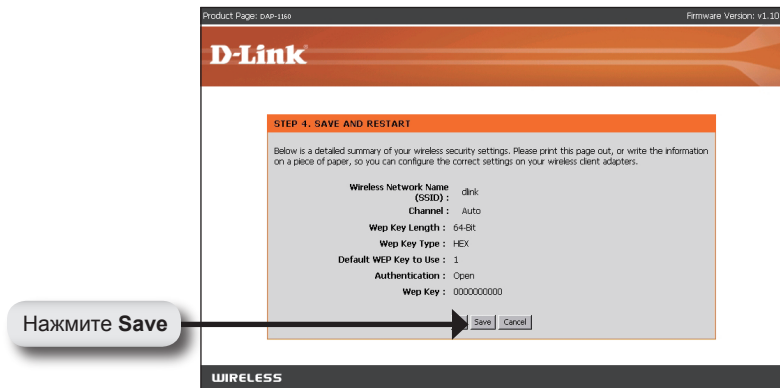 Product Page: DAP-1160
Firmware Version: v1.10
D-Link
STEP 4. SAVE AND RESTART
Below is a detailed summary of your wireless security settings. Please print this page out, or write the information
on a piece of paper, so you can configure the correct settings on your wireless client adapters.
Wireless Network Name
(SSID) : dlink
Channel : Auto
Wep Key Length : 64-Bit
Wep Key Type : HEX
Default WEP Key to Use : 1
Authentication : Open
Wep Key : 0000000000
Save Cancel
Нажмите Save
WIRELESS